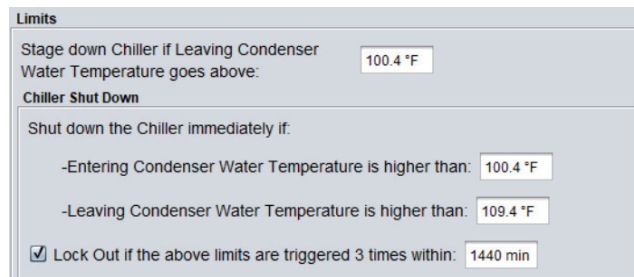 Limits
Stage down Chiller if Leaving Condenser
Water Temperature goes above: 100.4 °F
Chiller Shut Down
Shut down the Chiller immediately if:
-Entering Condenser Water Temperature is higher than: 100.4 °F
-Leaving Condenser Water Temperature is higher than: 109.4 °F
Lock Out if the above limits are triggered 3 times within: 1440 min